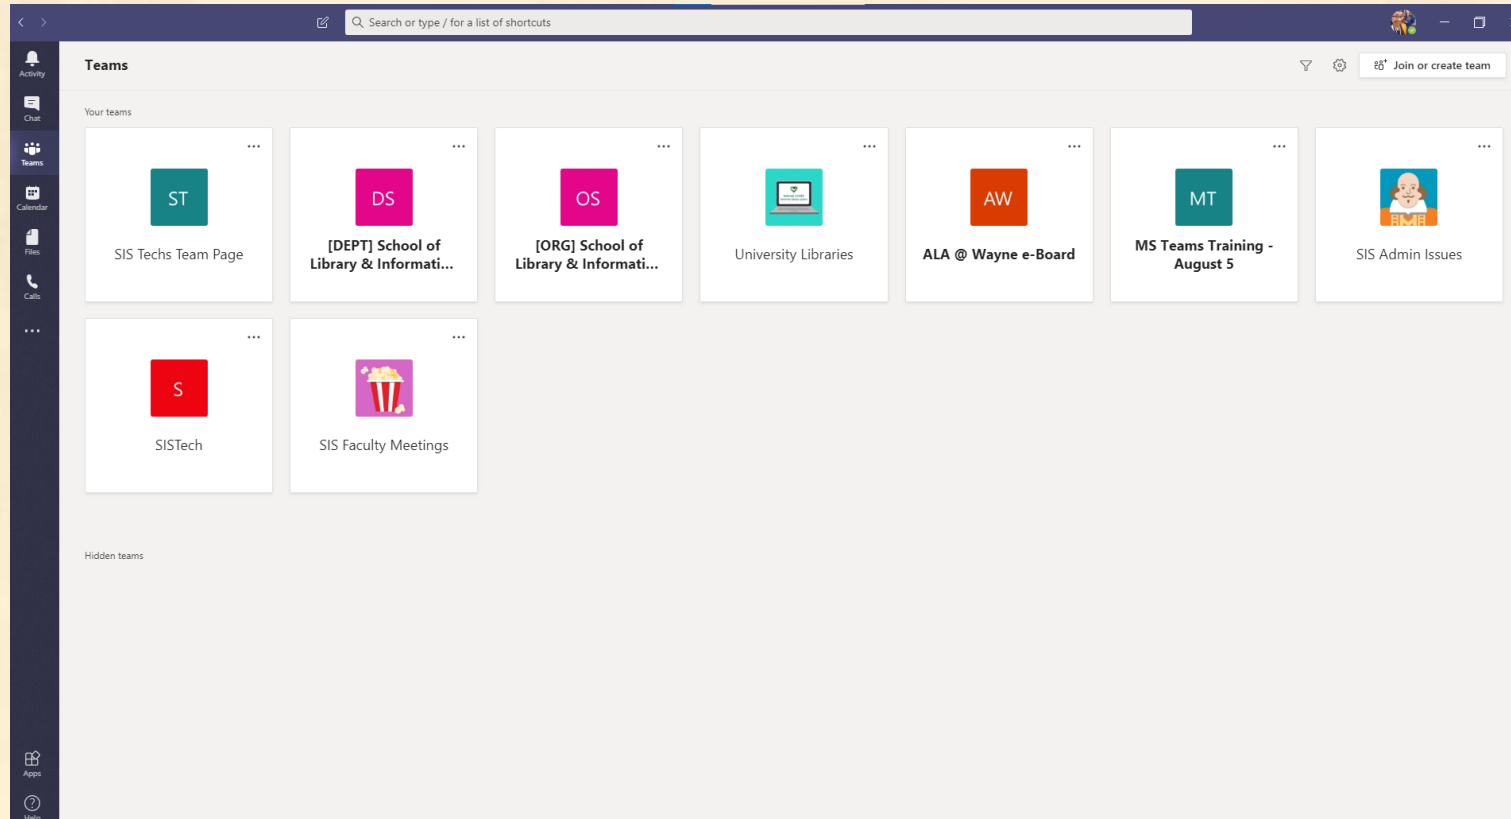 Search or type / for a list of shortcuts
Activity
Chat
Teams
Calendar
Files
Calls
Apps
Help
Teams
Join or create team
Your teams
ST
SIS Techs Team Page
DS
[DEPT] School of
Library & Informati...
OS
[ORG] School of
Library & Informati...
University Libraries
AW
ALA @ Wayne e-Board
MT
MS Teams Training -
August 5
SIS Admin Issues
S
SISTech
SIS Faculty Meetings
Hidden teams